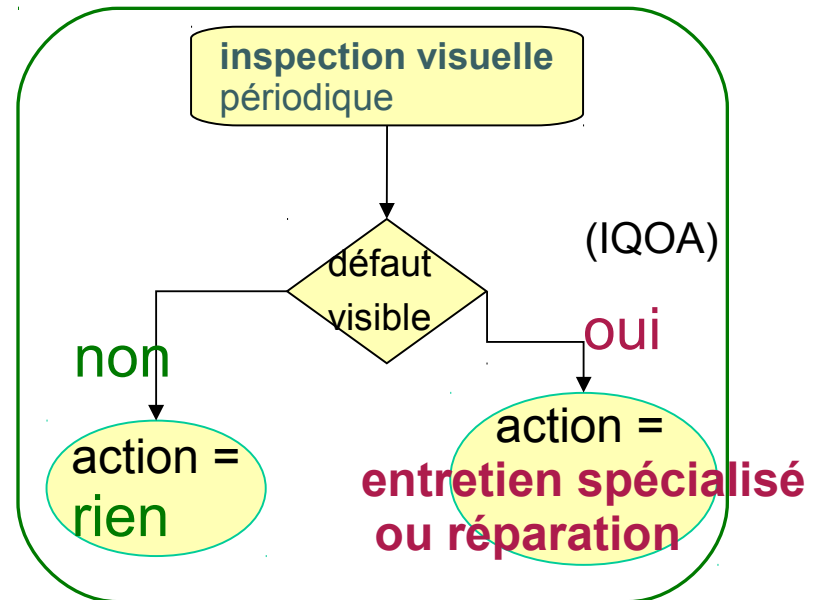 inspection visuelle
périodique
(IQOA)
défaut
visible
non
oui
action =
rien
action =
entretien spécialisé
ou réparation